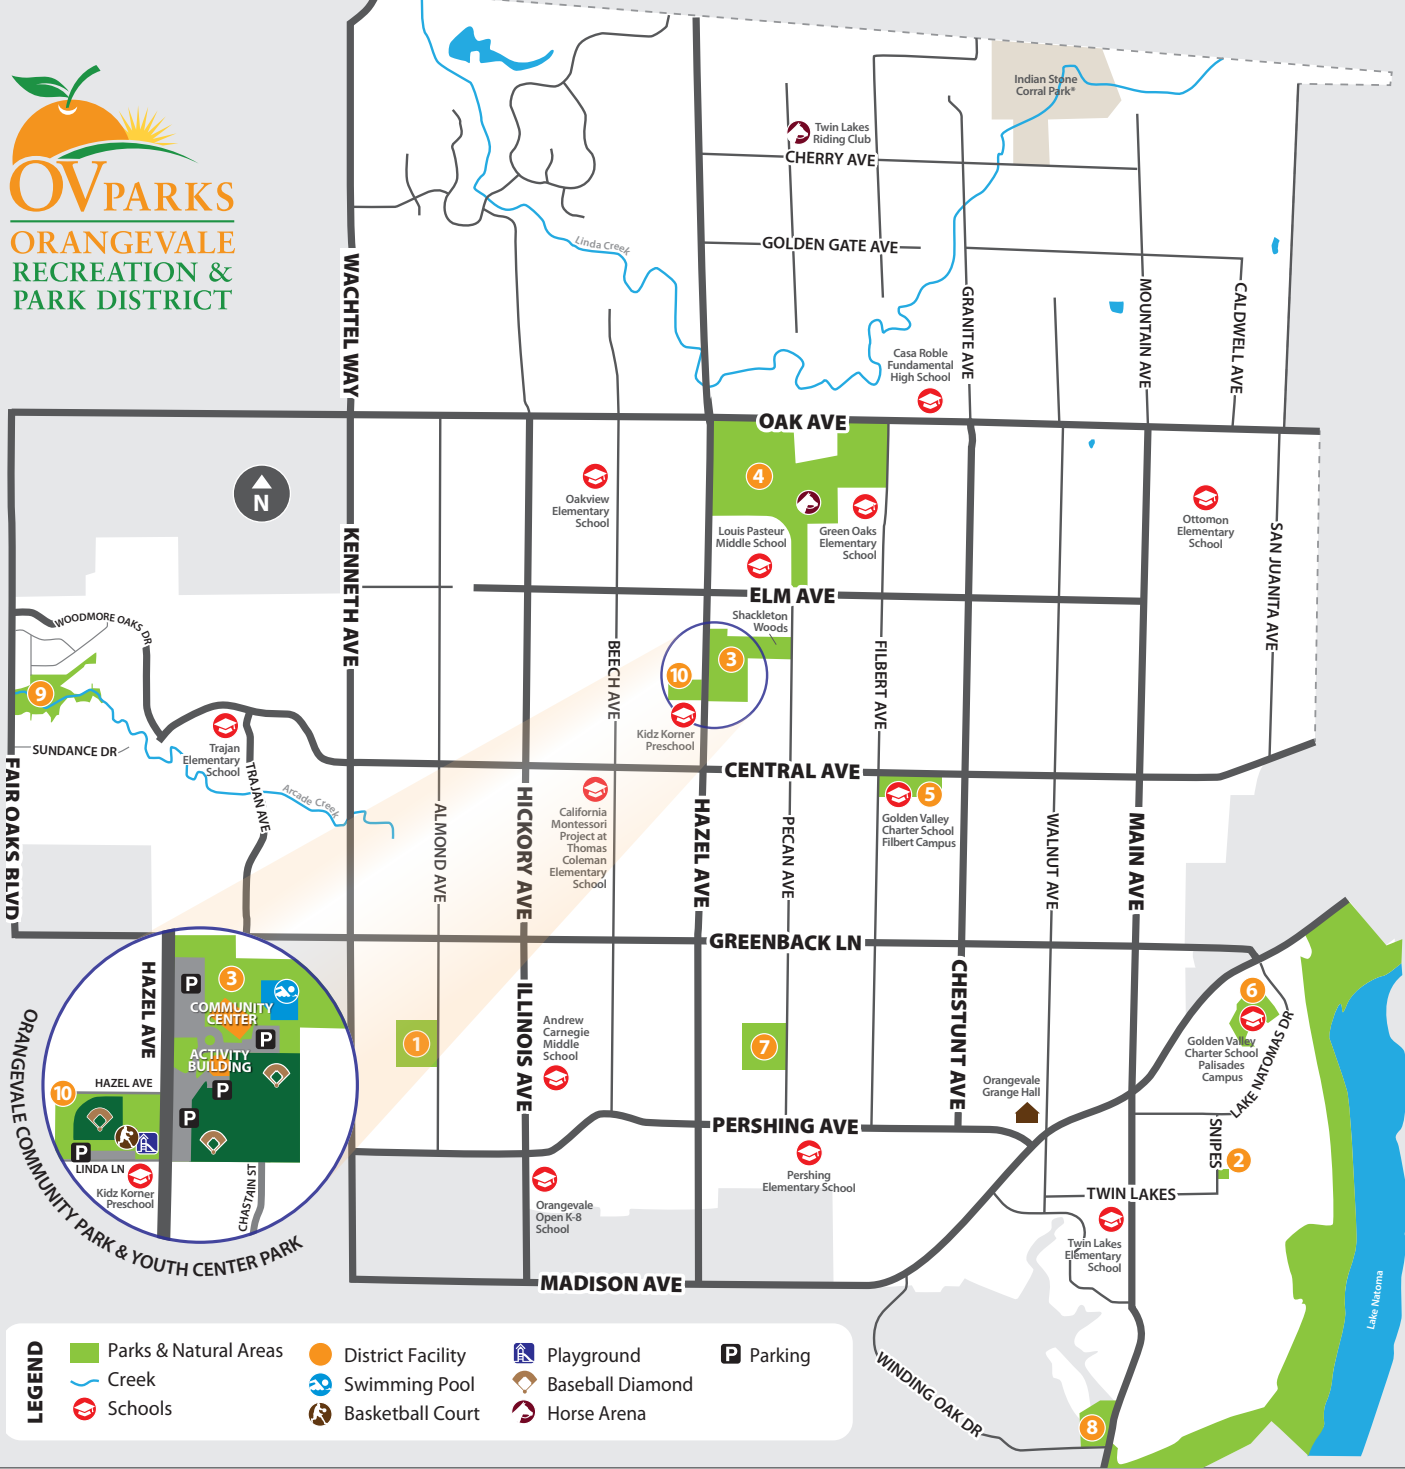 OV PARKS
ORANGEVALE
RECREATION &
PARK DISTRICT
Indian Stone
Corral Park*
Twin Lakes
Riding Club
CHERRY AVE
GOLDEN GATE AVE
Linda Creek
WACHTEL WAY
GRANITE AVE
MOUNTAIN AVE
CALDWELL AVE
Casa Roble
Fundamental
High School
OAK AVE
N
4
Oakview
Elementary
School
Louis Pasteur
Middle School
Green Oaks
Elementary
School
Ottomon
Elementary
School
KENNETH AVE
SAN JUANITA AVE
ELM AVE
Shackleton
Woods
WOODMORE OAKS DR
BEECH AVE
FILBERT AVE
3
10
9
Kidz Korner
Preschool
SUNDANCE DR
Trajan
Elementary
School
TRAJAN AVE
Arcade Creek
FAIR OAKS BLVD
CENTRAL AVE
California
Montessori
Project at
Thomas
Coleman
Elementary
School
ALMOND AVE
HICKORY AVE
HAZEL AVE
PECAN AVE
5
Golden Valley
Charter School
Filbert Campus
WALNUT AVE
MAIN AVE
GREENBACK LN
CHESTUNT AVE
ILLINOIS AVE
1
Andrew
Carnegie
Middle
School
7
Orangevale
Grange Hall
6
Golden Valley
Charter School
Palisades
Campus
LAKE NATOMAS DR
SNIPES
2
TWIN LAKES
Twin Lakes
Elementary
School
PERSHING AVE
Pershing
Elementary School
Orangevale
Open K-8
School
MADISON AVE
WINDING OAK DR
8
Lake Natoma
HAZEL AVE
P
3
COMMUNITY
CENTER
P
ACTIVITY
BUILDING
HAZEL AVE
10
P
P
P
LINDA LN
Kidz Korner
Preschool
CHASTAIN ST
ORANGEVALE COMMUNITY PARK & YOUTH CENTER PARK
LEGEND
Parks & Natural Areas
Creek
Schools
District Facility
Swimming Pool
Basketball Court
Playground
Baseball Diamond
Horse Arena
P Parking